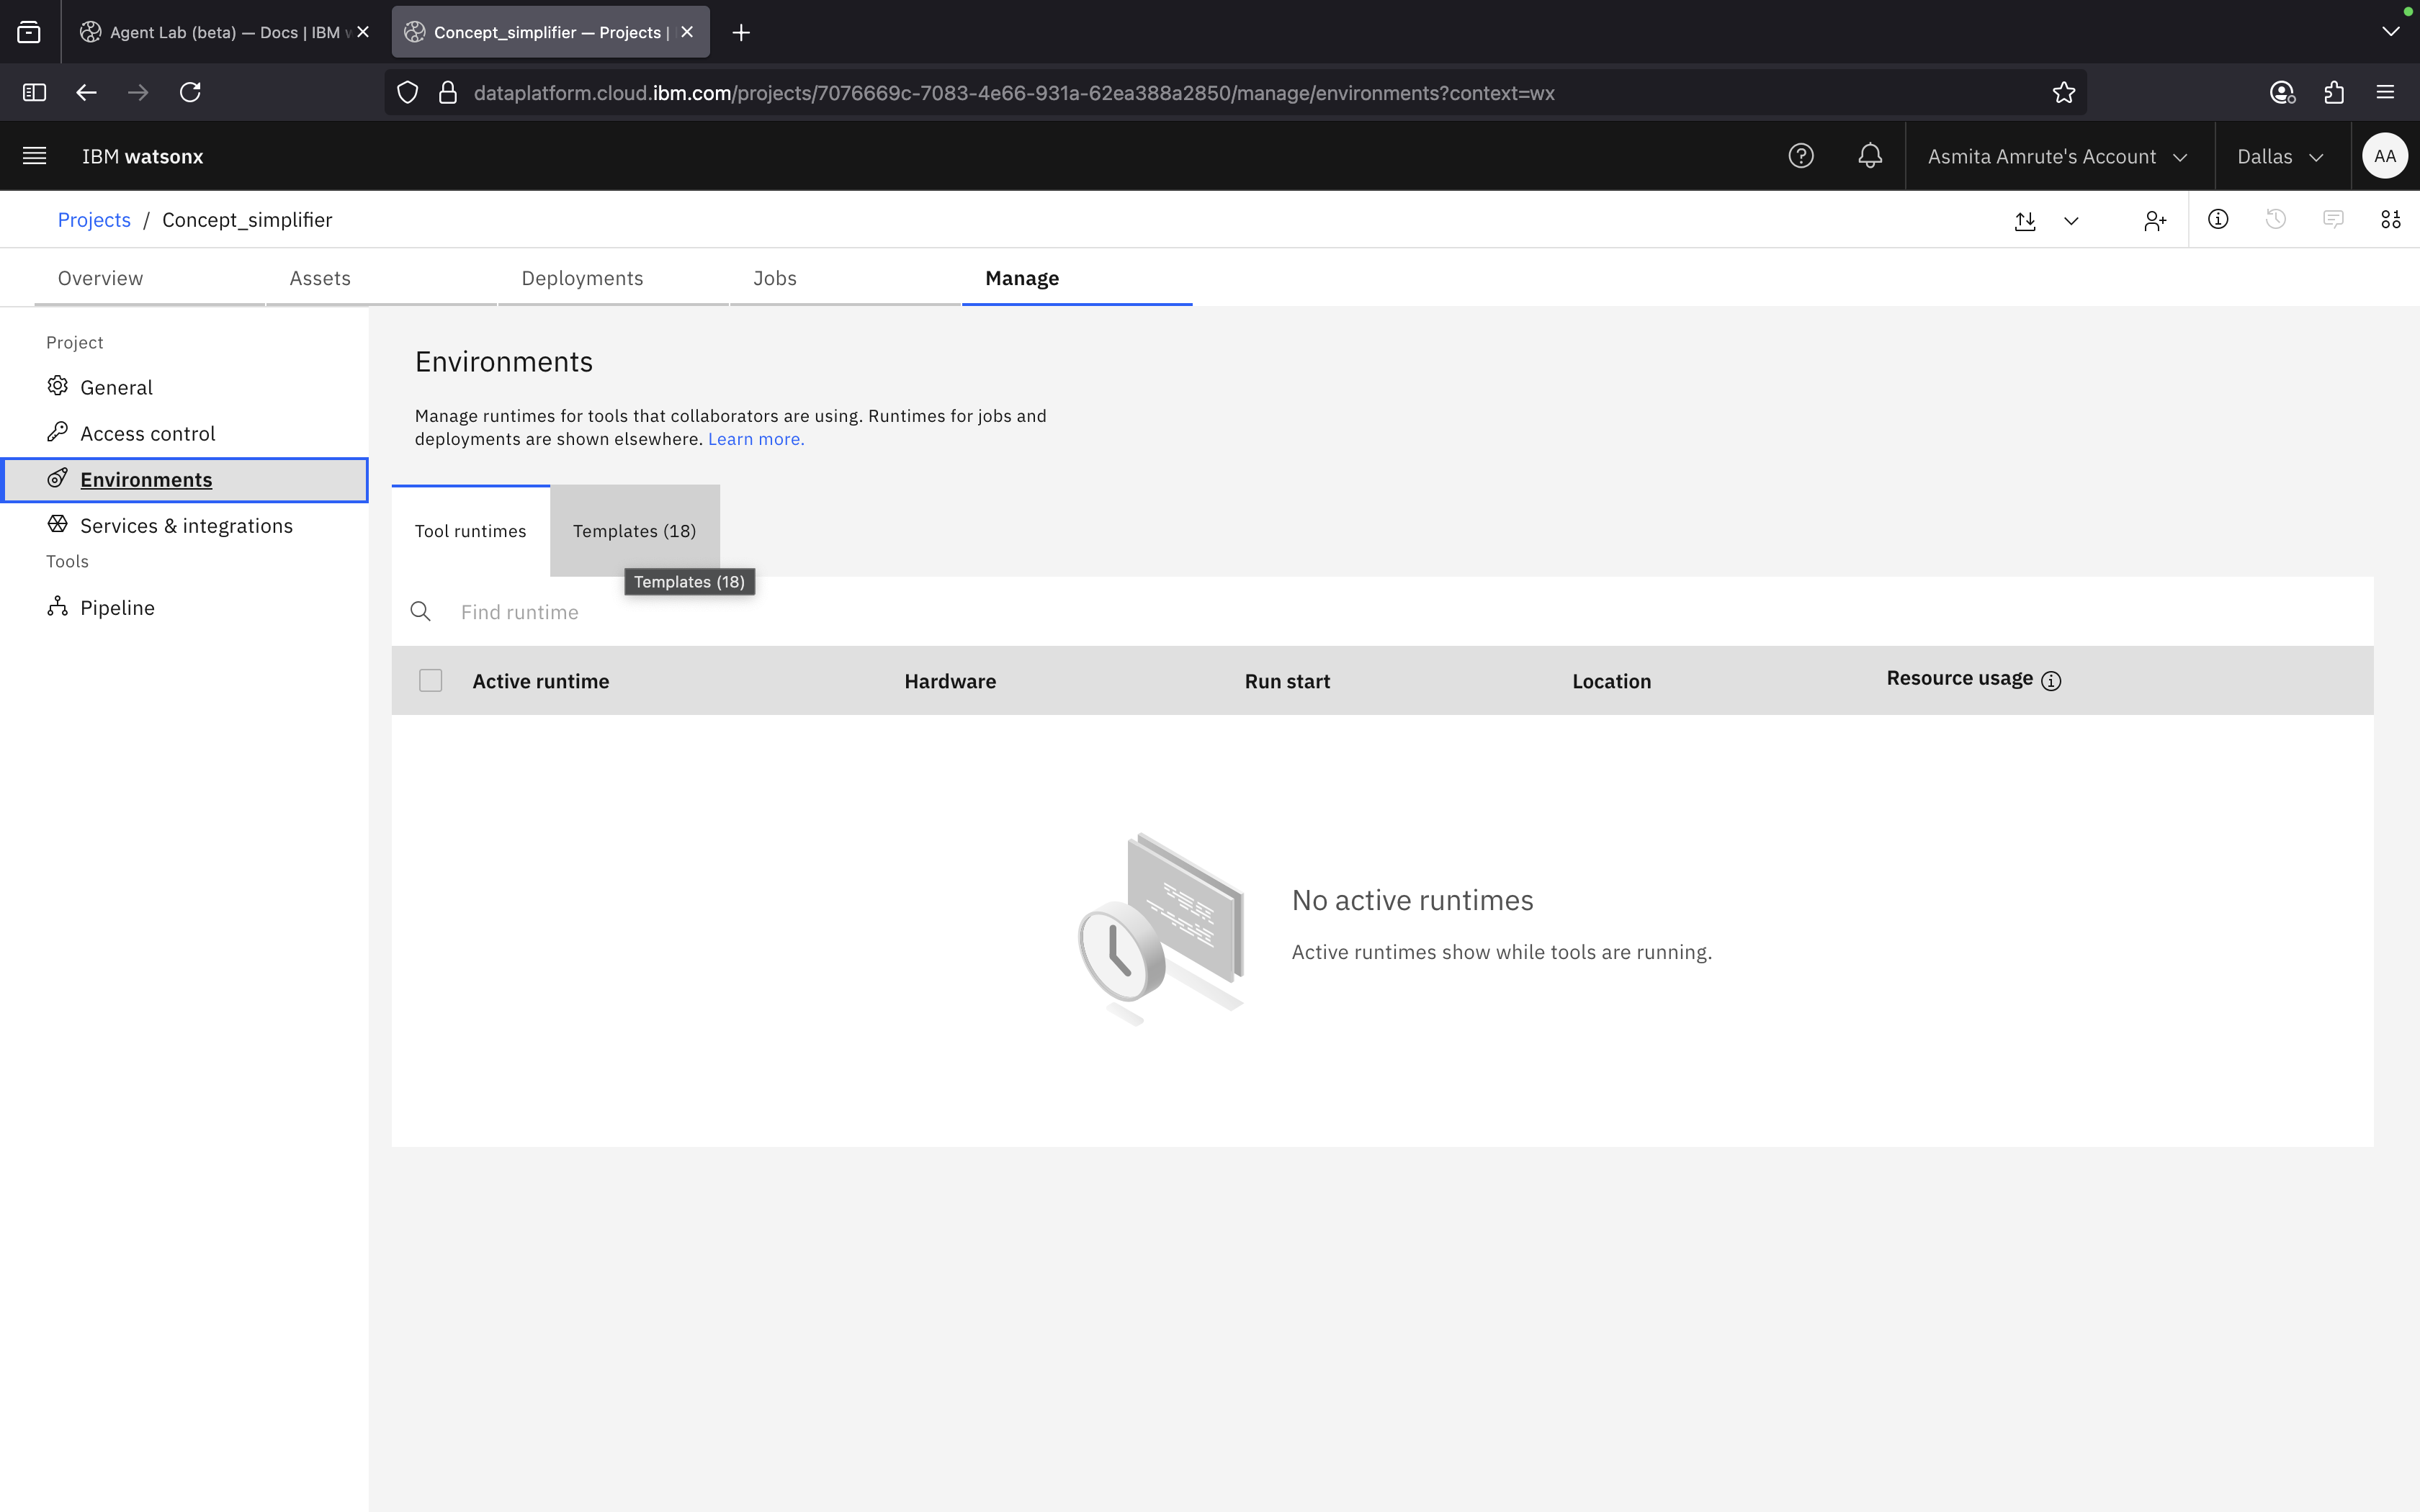 Agent Lab (beta) — Docs | IBM
Concept_simplifier — Projects |
dataplatform.cloud.ibm.com/projects/7076669c-7083-4e66-931a-62ea388a2850/manage/environments?context=wx
IBM watsonx
Asmita Amrute's Account
Dallas
AA
Projects / Concept_simplifier
Overview
Assets
Deployments
Jobs
Manage
Project
General
Access control
Environments
Services & integrations
Tools
Pipeline
Environments
Manage runtimes for tools that collaborators are using. Runtimes for jobs and
deployments are shown elsewhere. Learn more.
Tool runtimes
Templates (18)
Templates (18)
Find runtime
Active runtime
Hardware
Run start
Location
Resource usage
No active runtimes
Active runtimes show while tools are running.